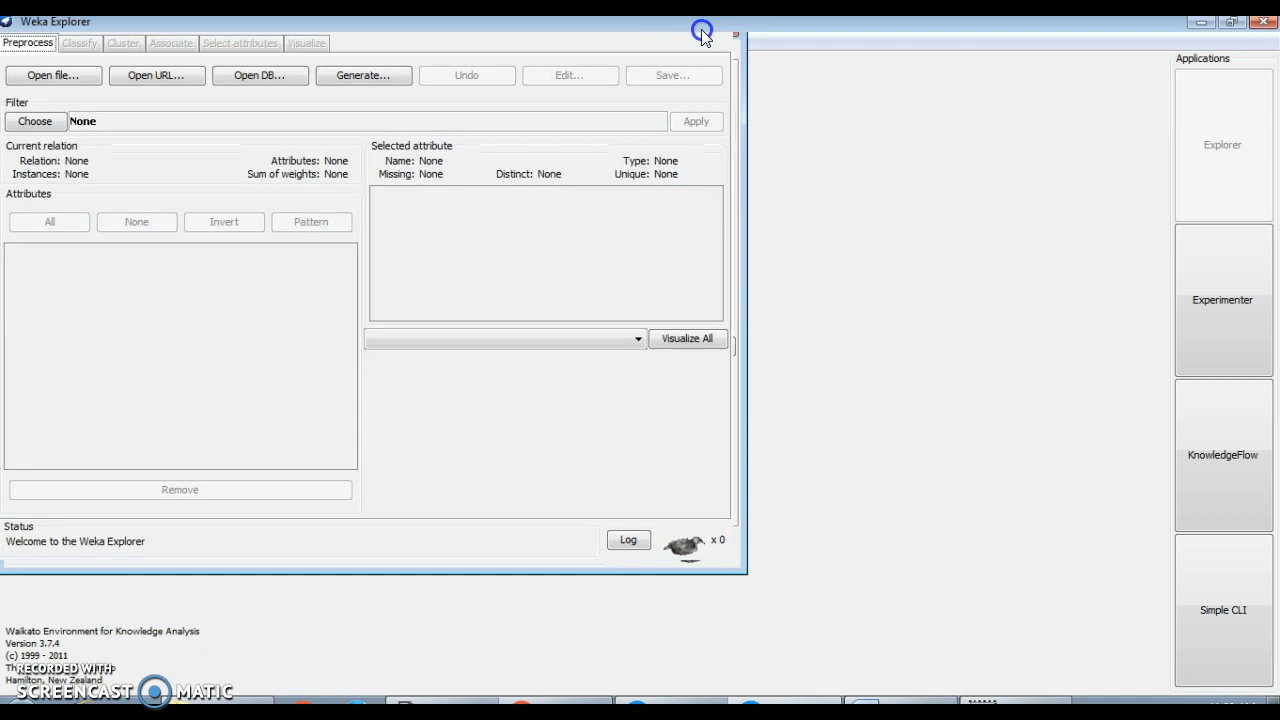 Weka Explorer
Preprocess Classify Cluster Associate Select attributes Visualize
Open file... Open URL... Open DB... Generate... Undo Edit... Save...
Filter
Choose None Apply
Current relation
Relation: None Attributes: None
Instances: None Sum of weights: None
Selected attribute
Name: None Type: None
Missing: None Distinct: None Unique: None
Attributes
All None Invert Pattern
Visualize All
Remove
Status
Welcome to the Weka Explorer
Log x 0
Applications
Explorer
Experimenter
KnowledgeFlow
Simple CLI
Waikato Environment for Knowledge Analysis
Version 3.7.4
(c) 1999 - 2011
Hamilton, New Zealand
RECORDED WITH
SCREENCAST MATIC